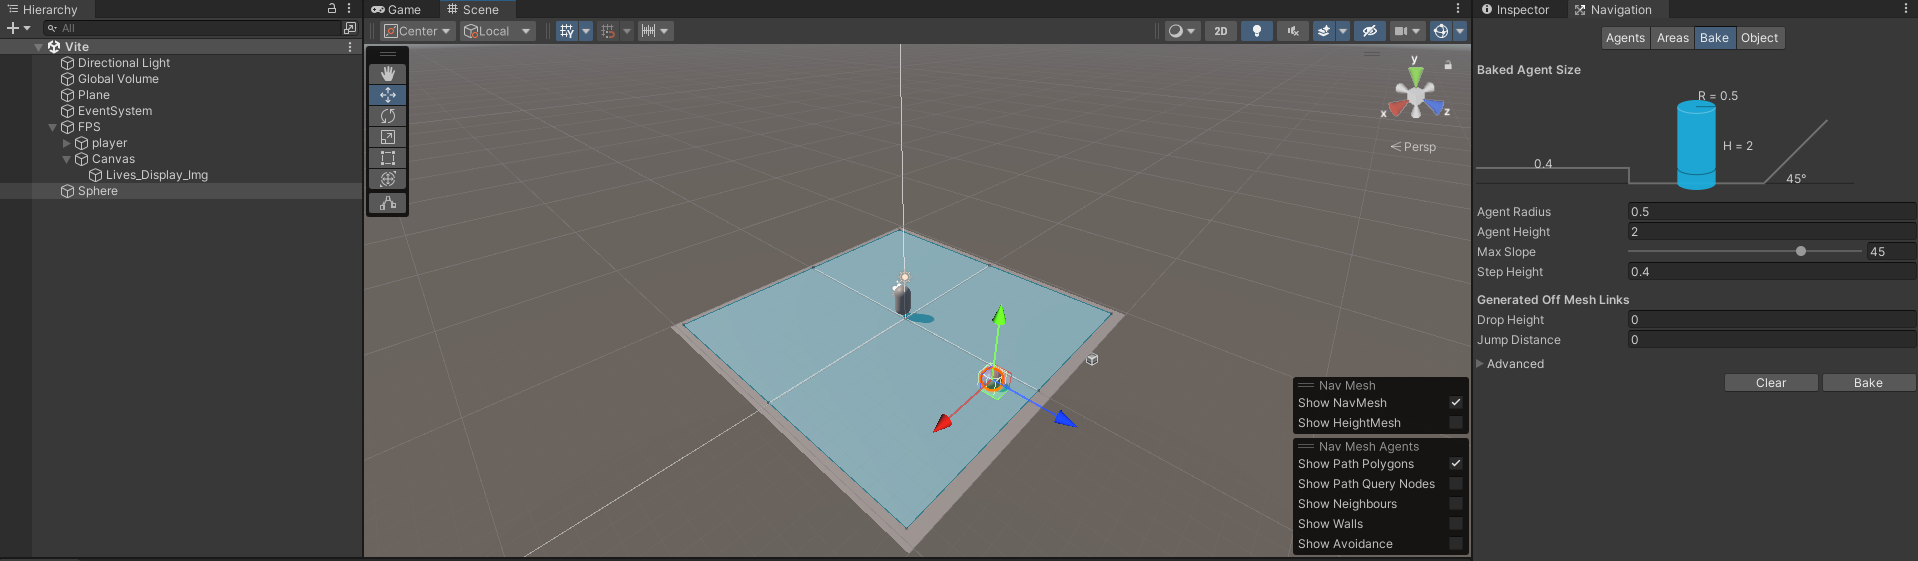 Hierarchy
All
Vite
Directional Light
Global Volume
Plane
EventSystem
FPS
player
Canvas
Lives_Display_Img
Sphere
Game
Scene
Center
Local
2D
y
x
z
Persp
Nav Mesh
Show NavMesh
Show HeightMesh
Nav Mesh Agents
Show Path Polygons
Show Path Query Nodes
Show Neighbours
Show Walls
Show Avoidance
Inspector
Navigation
Agents
Areas
Bake
Object
Baked Agent Size
R = 0.5
H = 2
0.4
45°
Agent Radius 0.5
Agent Height 2
Max Slope 45
Step Height 0.4
Generated Off Mesh Links
Drop Height 0
Jump Distance 0
Advanced
Clear
Bake